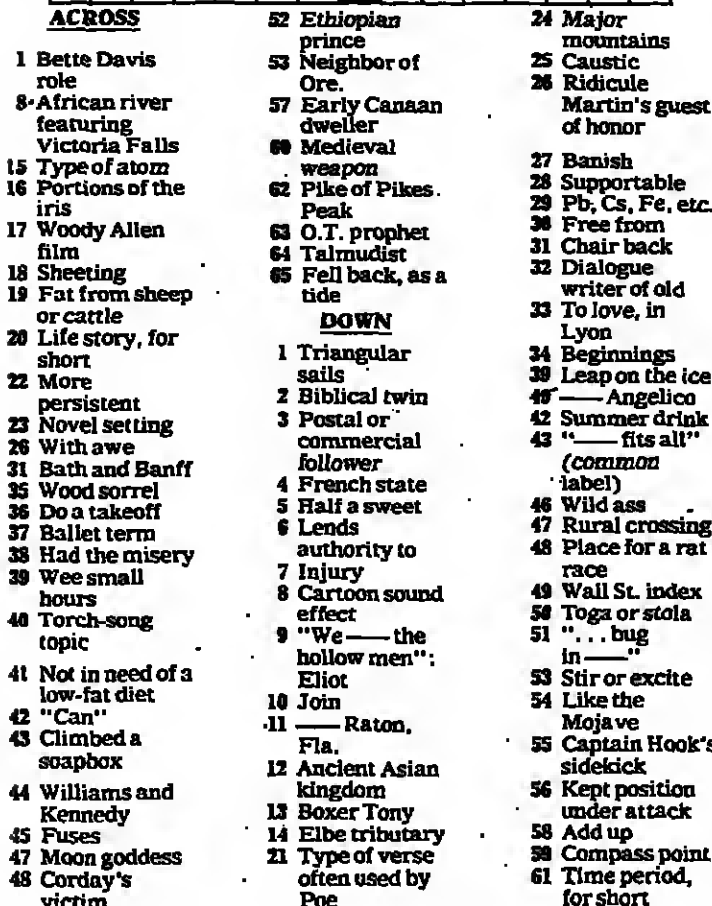 ACROSS
1 Bette Davis
role
8 African river
featuring
Victoria Falls
15 Type of atom
16 Portions of the
iris
17 Woody Allen
film
18 Sheeting
19 Fat from sheep
or cattle
20 Life story, for
short
22 More
persistent
23 Novel setting
26 With awe
31 Bath and Banff
35 Wood sorrel
36 Do a takeoff
37 Ballet term
38 Had the misery
39 Wee small
hours
40 Torch-song
topic
41 Not in need of a
low-fat diet
42 "Can"
43 Climbed a
soapbox
44 Williams and
Kennedy
45 Fuses
47 Moon goddess
48 Corday's
victim
52 Ethiopian
prince
53 Neighbor of
Ore.
57 Early Canaan
dweller
60 Medieval
weapon
62 Pike of Pikes
Peak
63 O.T. prophet
64 Talmudist
65 Fell back, as a
tide
DOWN
1 Triangular
sails
2 Biblical twin
3 Postal or
commercial
follower
4 French state
5 Half a sweet
6 Lends
authority to
7 Injury
8 Cartoon sound
effect
9 "We — the
hollow men":
Eliot
10 Join
11 — Raton,
Fla.
12 Ancient Asian
kingdom
13 Boxer Tony
14 Elbe tributary
21 Type of verse
often used by
Poe
24 Major
mountains
25 Caustic
26 Ridicule
Martin's guest
of honor
27 Banish
28 Supportable
29 Pb, Cs, Fe, etc.
30 Free from
31 Chair back
32 Dialogue
writer of old
33 To love, in
Lyon
34 Beginnings
39 Leap on the ice
40 — Angelico
42 Summer drink
43 "— fits all"
(common
label)
46 Wild ass
47 Rural crossing
48 Place for a rat
race
49 Wall St. index
50 Toga or stola
51 "... bug
in —"
53 Stir or excite
54 Like the
Mojave
55 Captain Hook's
sidekick
56 Kept position
under attack
58 Add up
59 Compass point
61 Time period,
for short